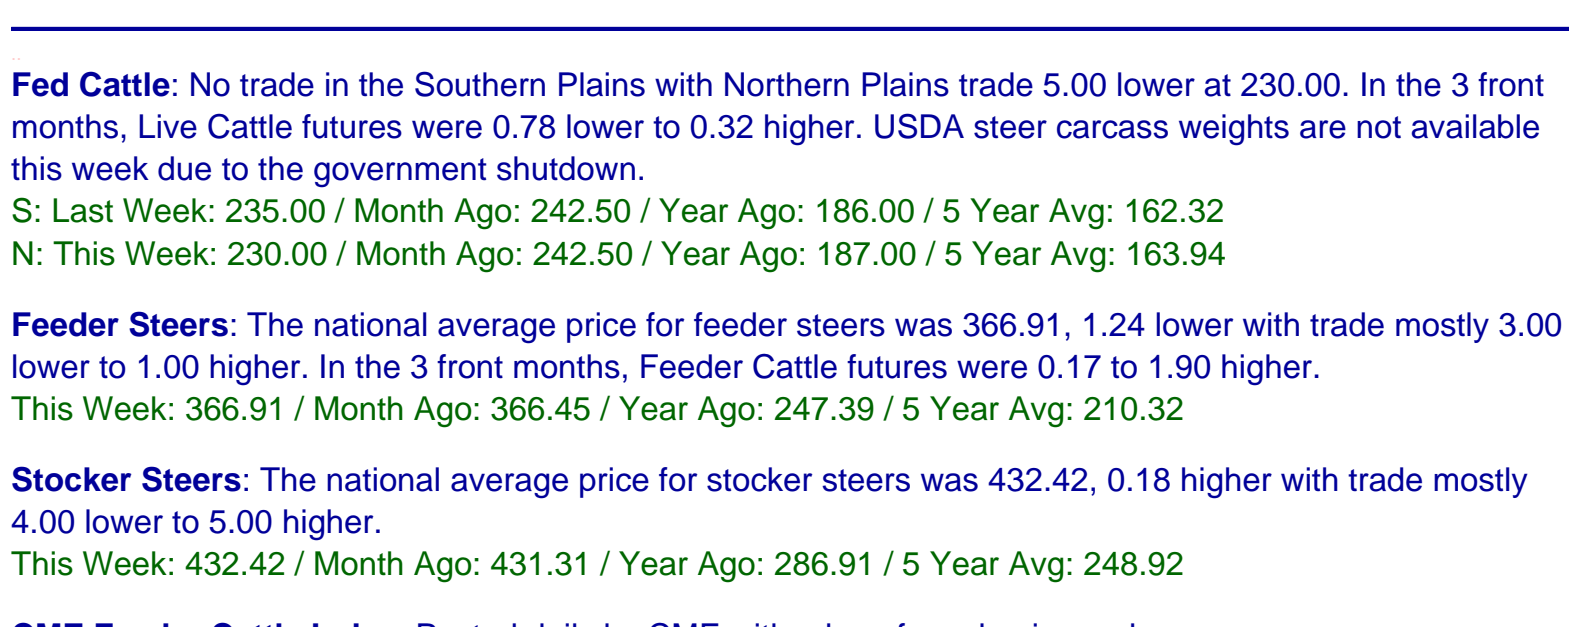 Fed Cattle: No trade in the Southern Plains with Northern Plains trade 5.00 lower at 230.00. In the 3 front
months, Live Cattle futures were 0.78 lower to 0.32 higher. USDA steer carcass weights are not available
this week due to the government shutdown.
S: Last Week: 235.00 / Month Ago: 242.50 / Year Ago: 186.00 / 5 Year Avg: 162.32
N: This Week: 230.00 / Month Ago: 242.50 / Year Ago: 187.00 / 5 Year Avg: 163.94
Feeder Steers: The national average price for feeder steers was 366.91, 1.24 lower with trade mostly 3.00
lower to 1.00 higher. In the 3 front months, Feeder Cattle futures were 0.17 to 1.90 higher.
This Week: 366.91 / Month Ago: 366.45 / Year Ago: 247.39 / 5 Year Avg: 210.32
Stocker Steers: The national average price for stocker steers was 432.42, 0.18 higher with trade mostly
4.00 lower to 5.00 higher.
This Week: 432.42 / Month Ago: 431.31 / Year Ago: 286.91 / 5 Year Avg: 248.92